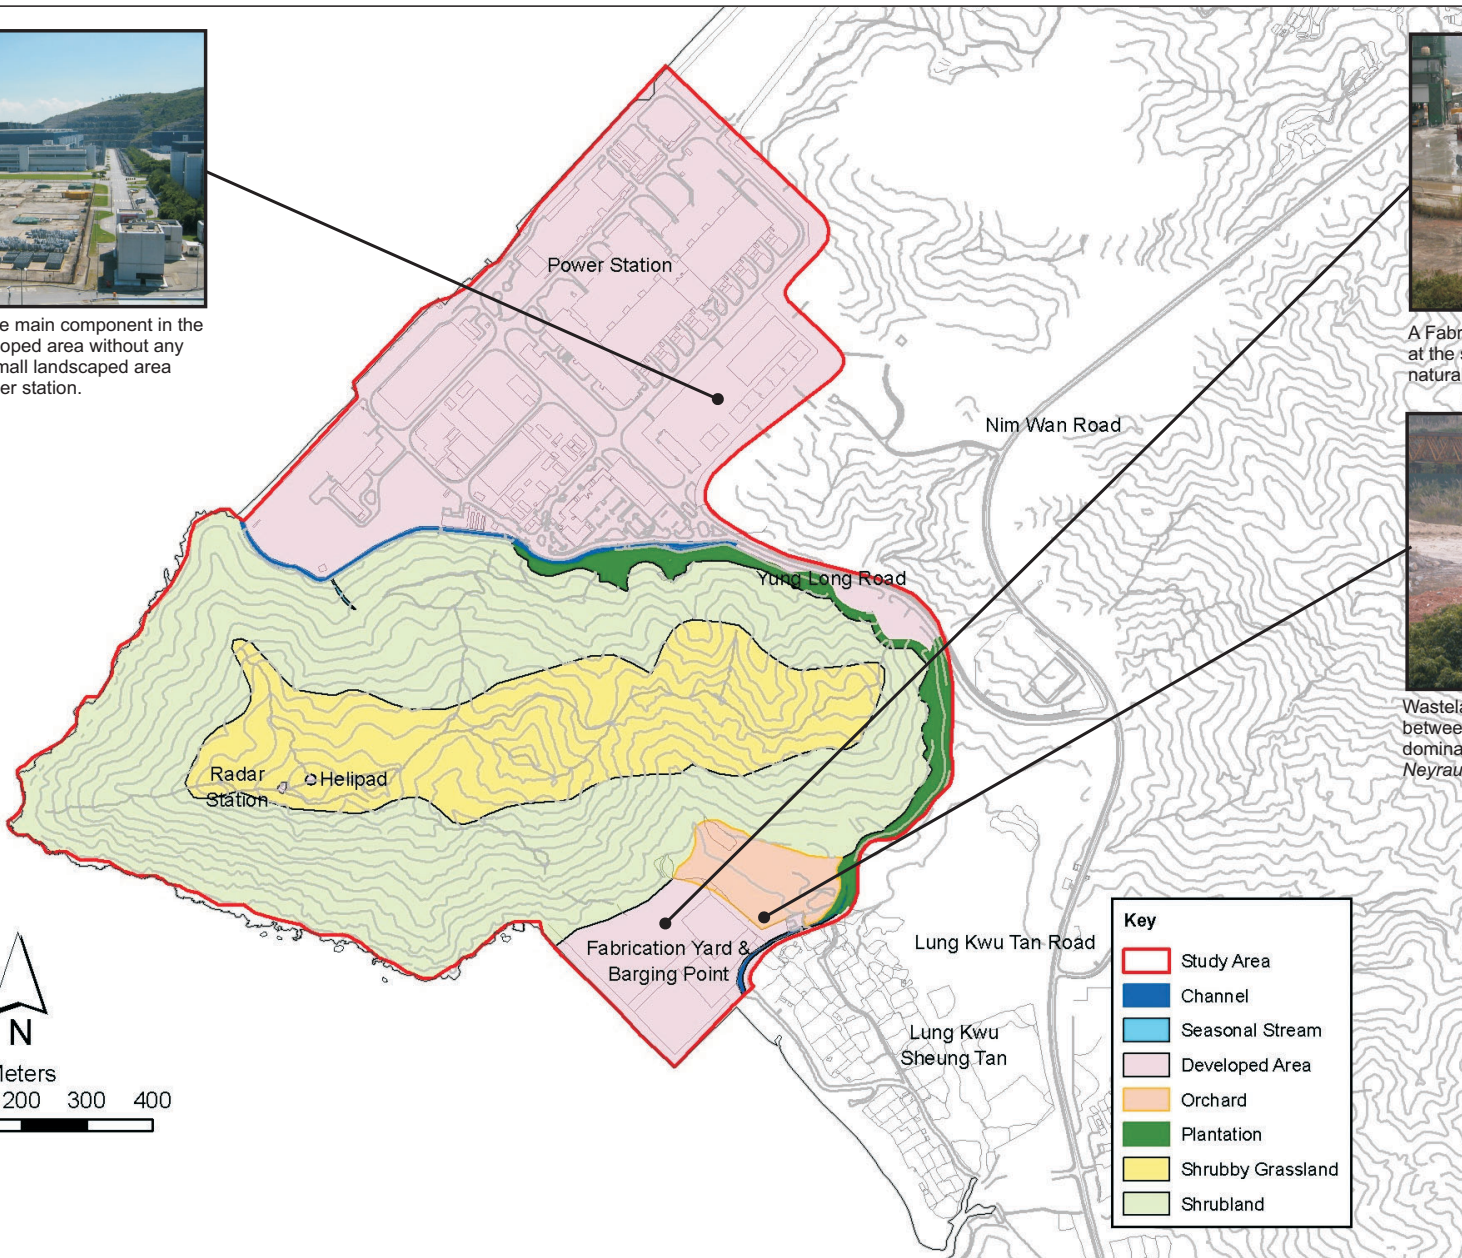 e main component in the
oped area without any
mall landscaped area
er station.
A Fabr
at the s
natura
Power Station
Nim Wan Road
Yung Long Road
Wastela
betwee
domina
Neyrau
Radar
Station
Helipad
Fabrication Yard &
Barging Point
Lung Kwu Tan Road
Lung Kwu
Sheung Tan
N
Meters
200 300 400
Key
Study Area
Channel
Seasonal Stream
Developed Area
Orchard
Plantation
Shrubby Grassland
Shrubland